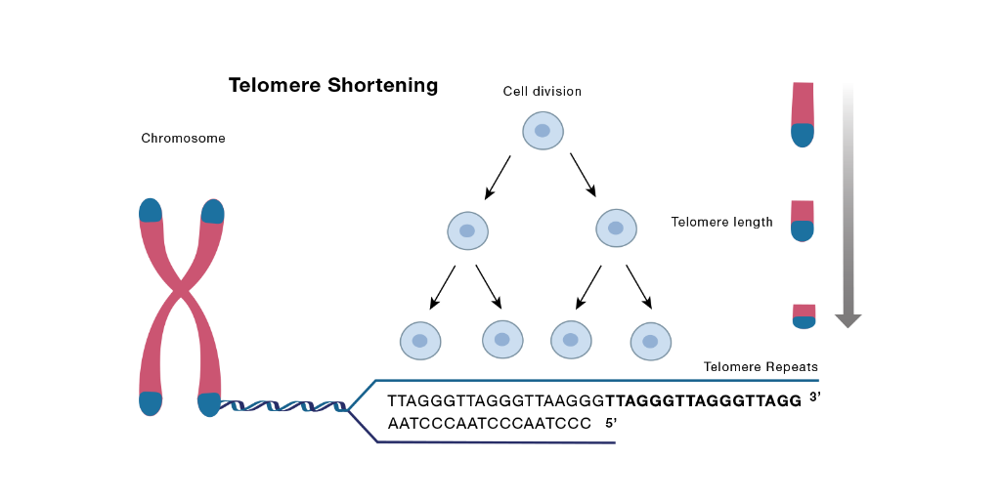 Telomere Shortening
Cell division
Chromosome
Telomere length
Telomere Repeats
TTAGGGTTAGGGTTAAGGGTTAGGGTTAGGGTTAGG 3’
AATCCCAATCCCAATCCC 5’